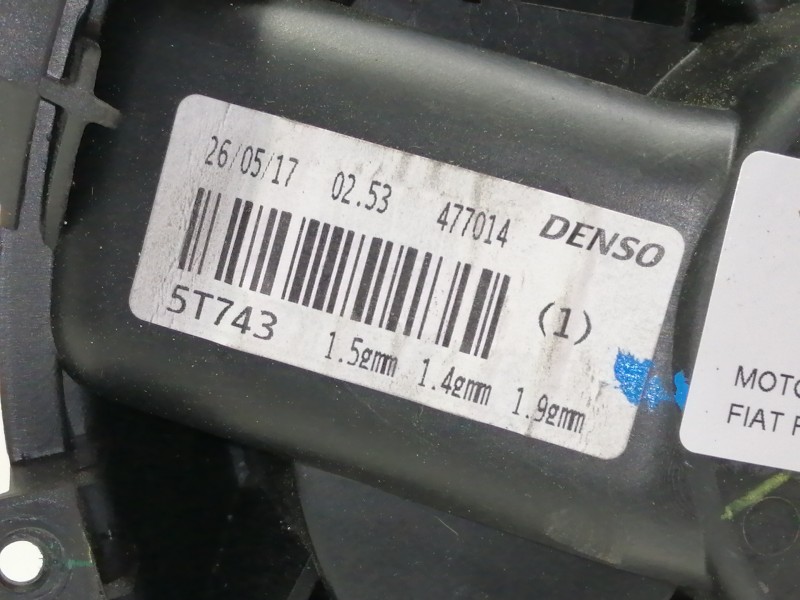 26/05/17 02.53 477014 DENSO
5T743 (1)
1.5gmm 1.4gmm 1.9gmm
MOTO
FIAT F